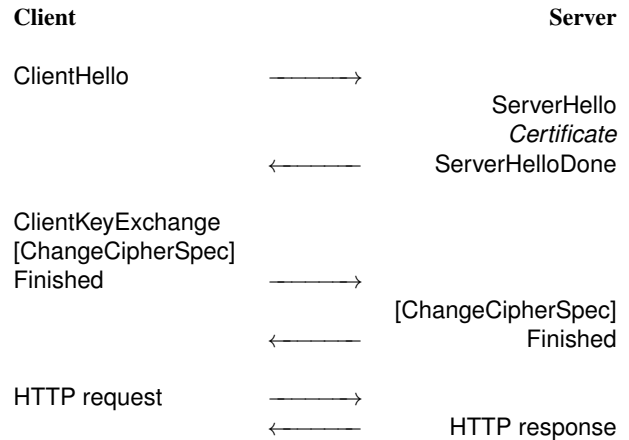 Client Server
ClientHello ⟶
ServerHello
Certificate
⟵ ServerHelloDone
ClientKeyExchange
[ChangeCipherSpec]
Finished ⟶
[ChangeCipherSpec]
⟵ Finished
HTTP request ⟶
⟵ HTTP response